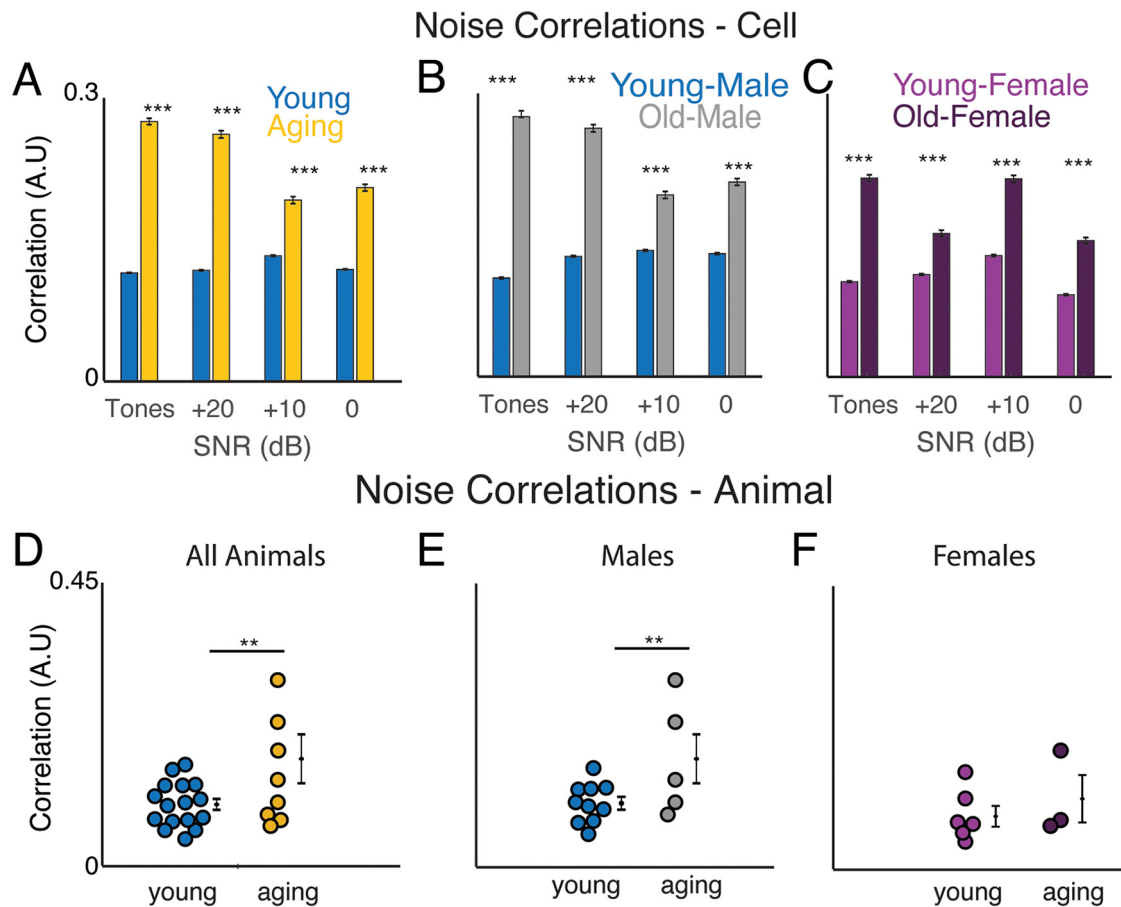 Noise Correlations - Cell
A
B
C
0.3
Correlation (A.U)
0
Young
Aging
*** *** *** ***
Tones +20 +10 0
SNR (dB)
Young-Male
Old-Male
*** *** *** ***
Tones +20 +10 0
SNR (dB)
Young-Female
Old-Female
*** *** *** ***
Tones +20 +10 0
SNR (dB)
Noise Correlations - Animal
D
All Animals
0.45
Correlation (A.U)
0
**
young aging
E
Males
**
young aging
F
Females
young aging